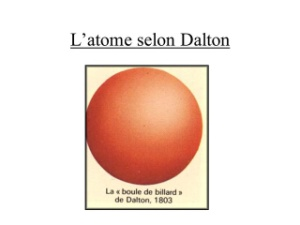 L'atome selon Dalton
La « boule de billard »
de Dalton, 1803